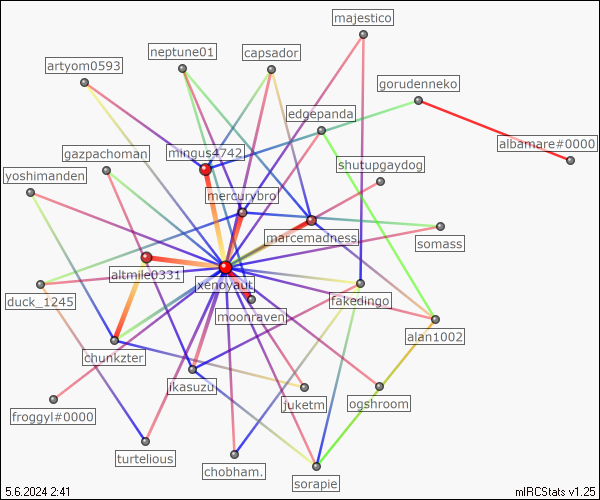 majestico
neptune01
capsador
artyom0593
gorudenneko
edgepanda
albamare#0000
mingus4742
gazpachoman
shutupgaydog
yoshimanden
mercurybro
marcemadness
somass
altmile0331
xenoyaut
duck_1245
fakedingo
moonraven
alan1002
chunkzter
ikasuzu
juketm
ogshroom
froggyl#0000
turtelious
chobham.
sorapie
5.6.2024 2:41
mIRCStats v1.25